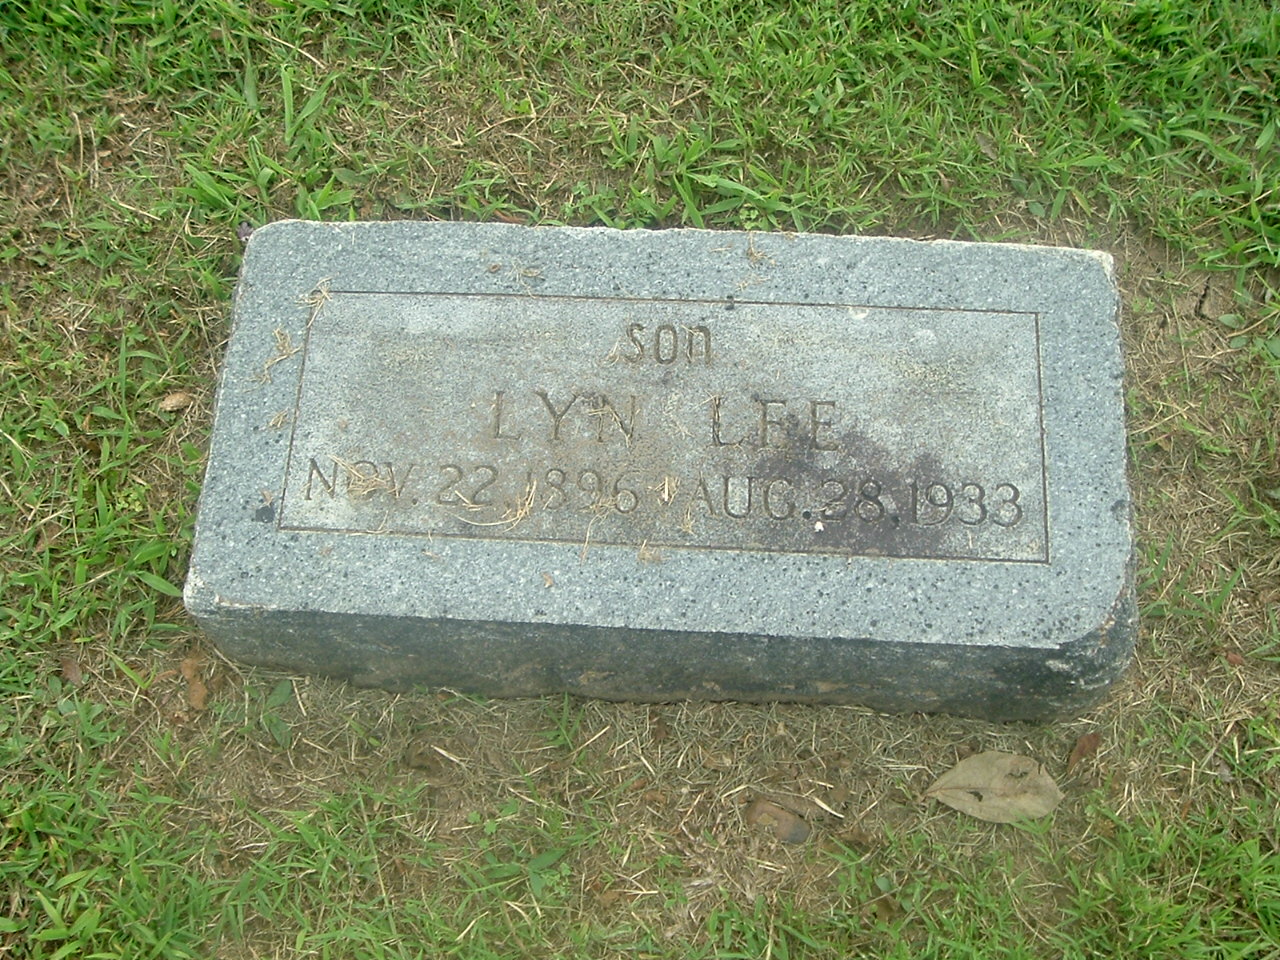 Son
LYN LEE
NOV. 22, 1896 AUG. 28. 1933